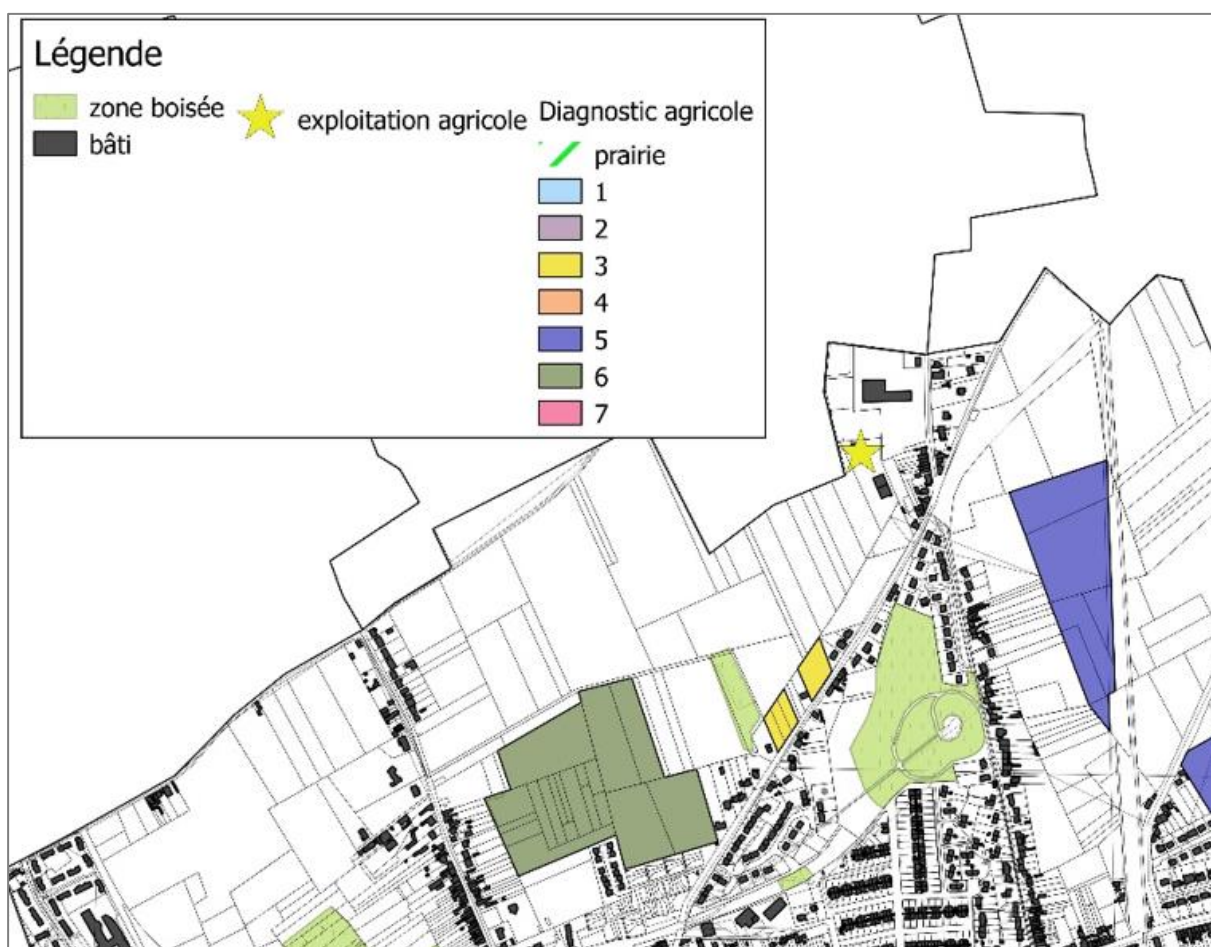 Légende
zone boisée
bâti
exploitation agricole
Diagnostic agricole
prairie
1
2
3
4
5
6
7